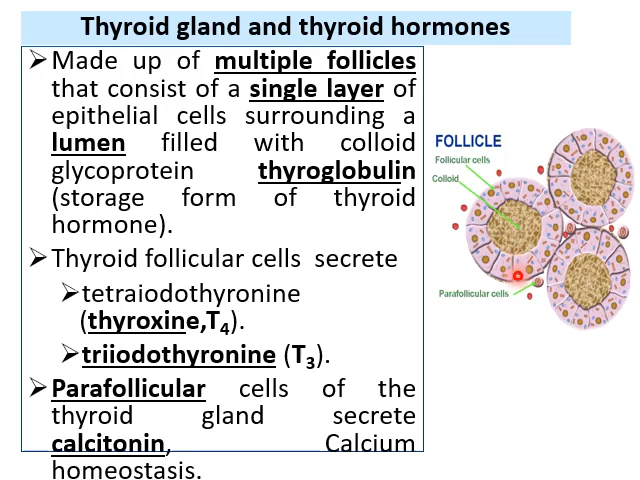 Thyroid gland and thyroid hormones
➢Made up of multiple follicles
that consist of a single layer of
epithelial cells surrounding a
lumen filled with colloid
glycoprotein thyroglobulin
(storage form of thyroid
hormone).
➢Thyroid follicular cells secrete
➢tetraiodothyronine
(thyroxine,T₄).
➢triiodothyronine (T₃).
➢Parafollicular cells of the
thyroid gland secrete
calcitonin, Calcium
homeostasis.
FOLLICLE
Follicular cells
Colloid
Parafollicular cells